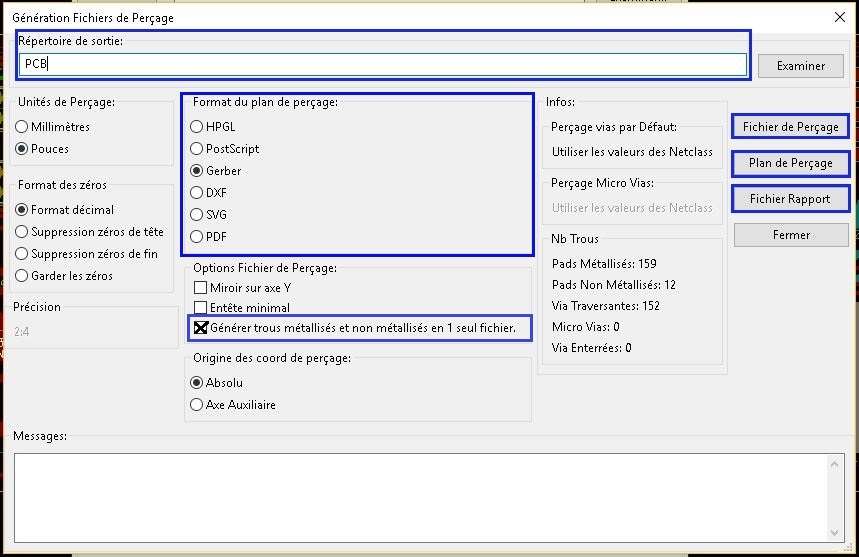 Génération Fichiers de Perçage
Répertoire de sortie:
PCB
Examiner
Unités de Perçage:
Millimètres
Pouces
Format des zéros
Format décimal
Suppression zéros de tête
Suppression zéros de fin
Garder les zéros
Précision
2:4
Format du plan de perçage:
HPGL
PostScript
Gerber
DXF
SVG
PDF
Options Fichier de Perçage:
Miroir sur axe Y
Entête minimal
Générer trous métallisés et non métallisés en 1 seul fichier.
Origine des coord de perçage:
Absolu
Axe Auxiliaire
Infos:
Perçage vias par Défaut:
Utiliser les valeurs des Netclass
Perçage Micro Vias:
Utiliser les valeurs des Netclass
Nb Trous
Pads Métallisés: 159
Pads Non Métallisés: 12
Via Traversantes: 152
Micro Vias: 0
Via Enterrées: 0
Fichier de Perçage
Plan de Perçage
Fichier Rapport
Fermer
Messages: